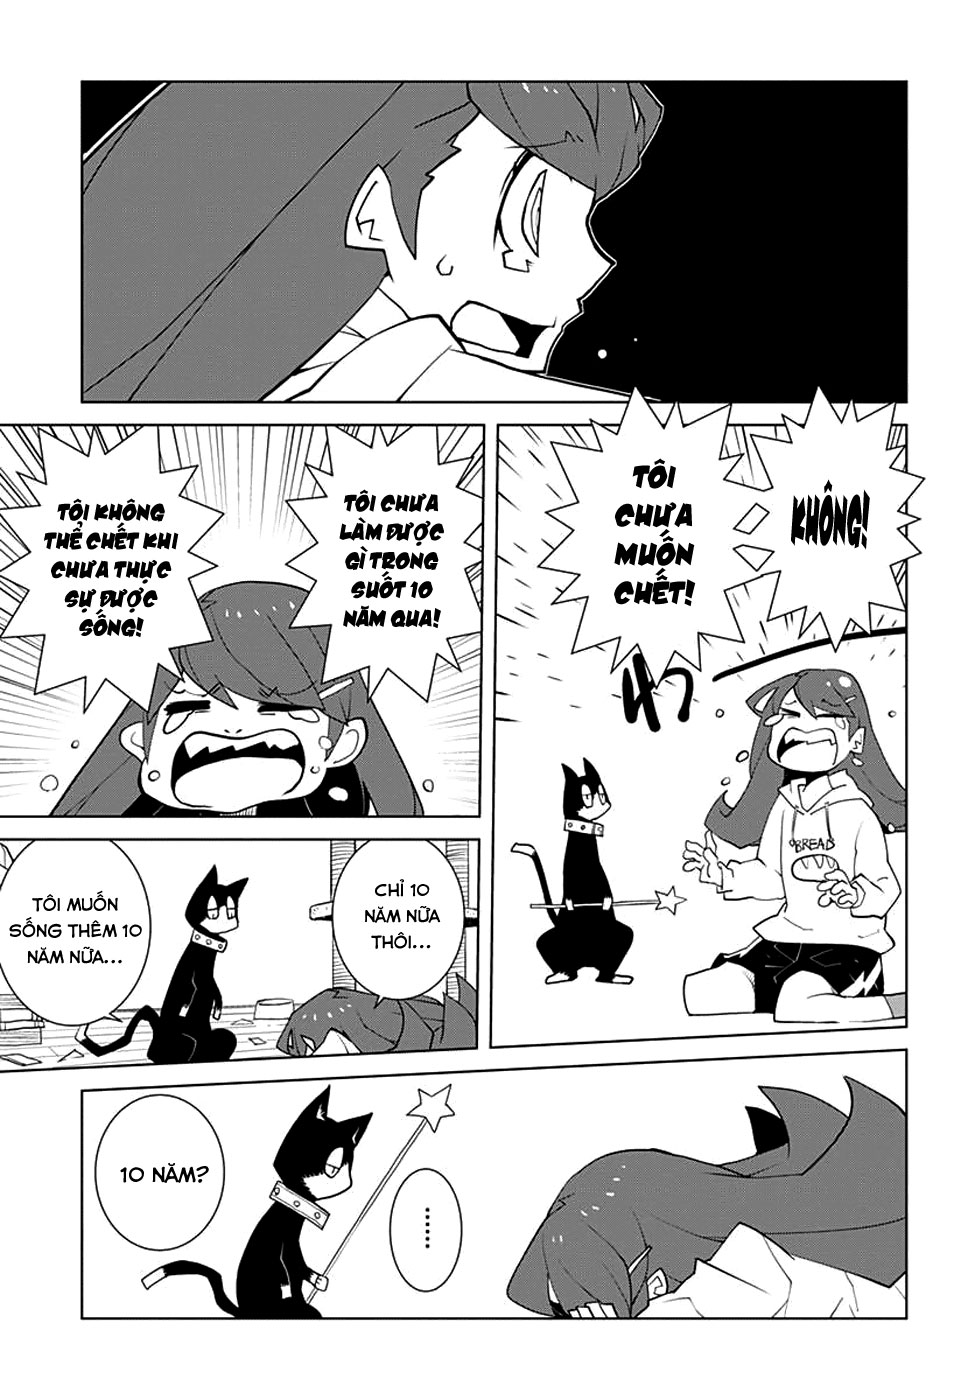 KHÔNG!
TÔI
CHƯA
MUỐN
CHẾT!
BREAD
TÔI CHƯA
LÀM ĐƯỢC
GÌ TRONG
SUỐT 10
NĂM QUA!
TÔI KHÔNG
THỂ CHẾT KHI
CHƯA THỰC
SỰ ĐƯỢC
SỐNG!
CHỈ 10
NĂM NỮA
THÔI...
TÔI MUỐN
SỐNG THÊM 10
NĂM NỮA...
......
10 NĂM?